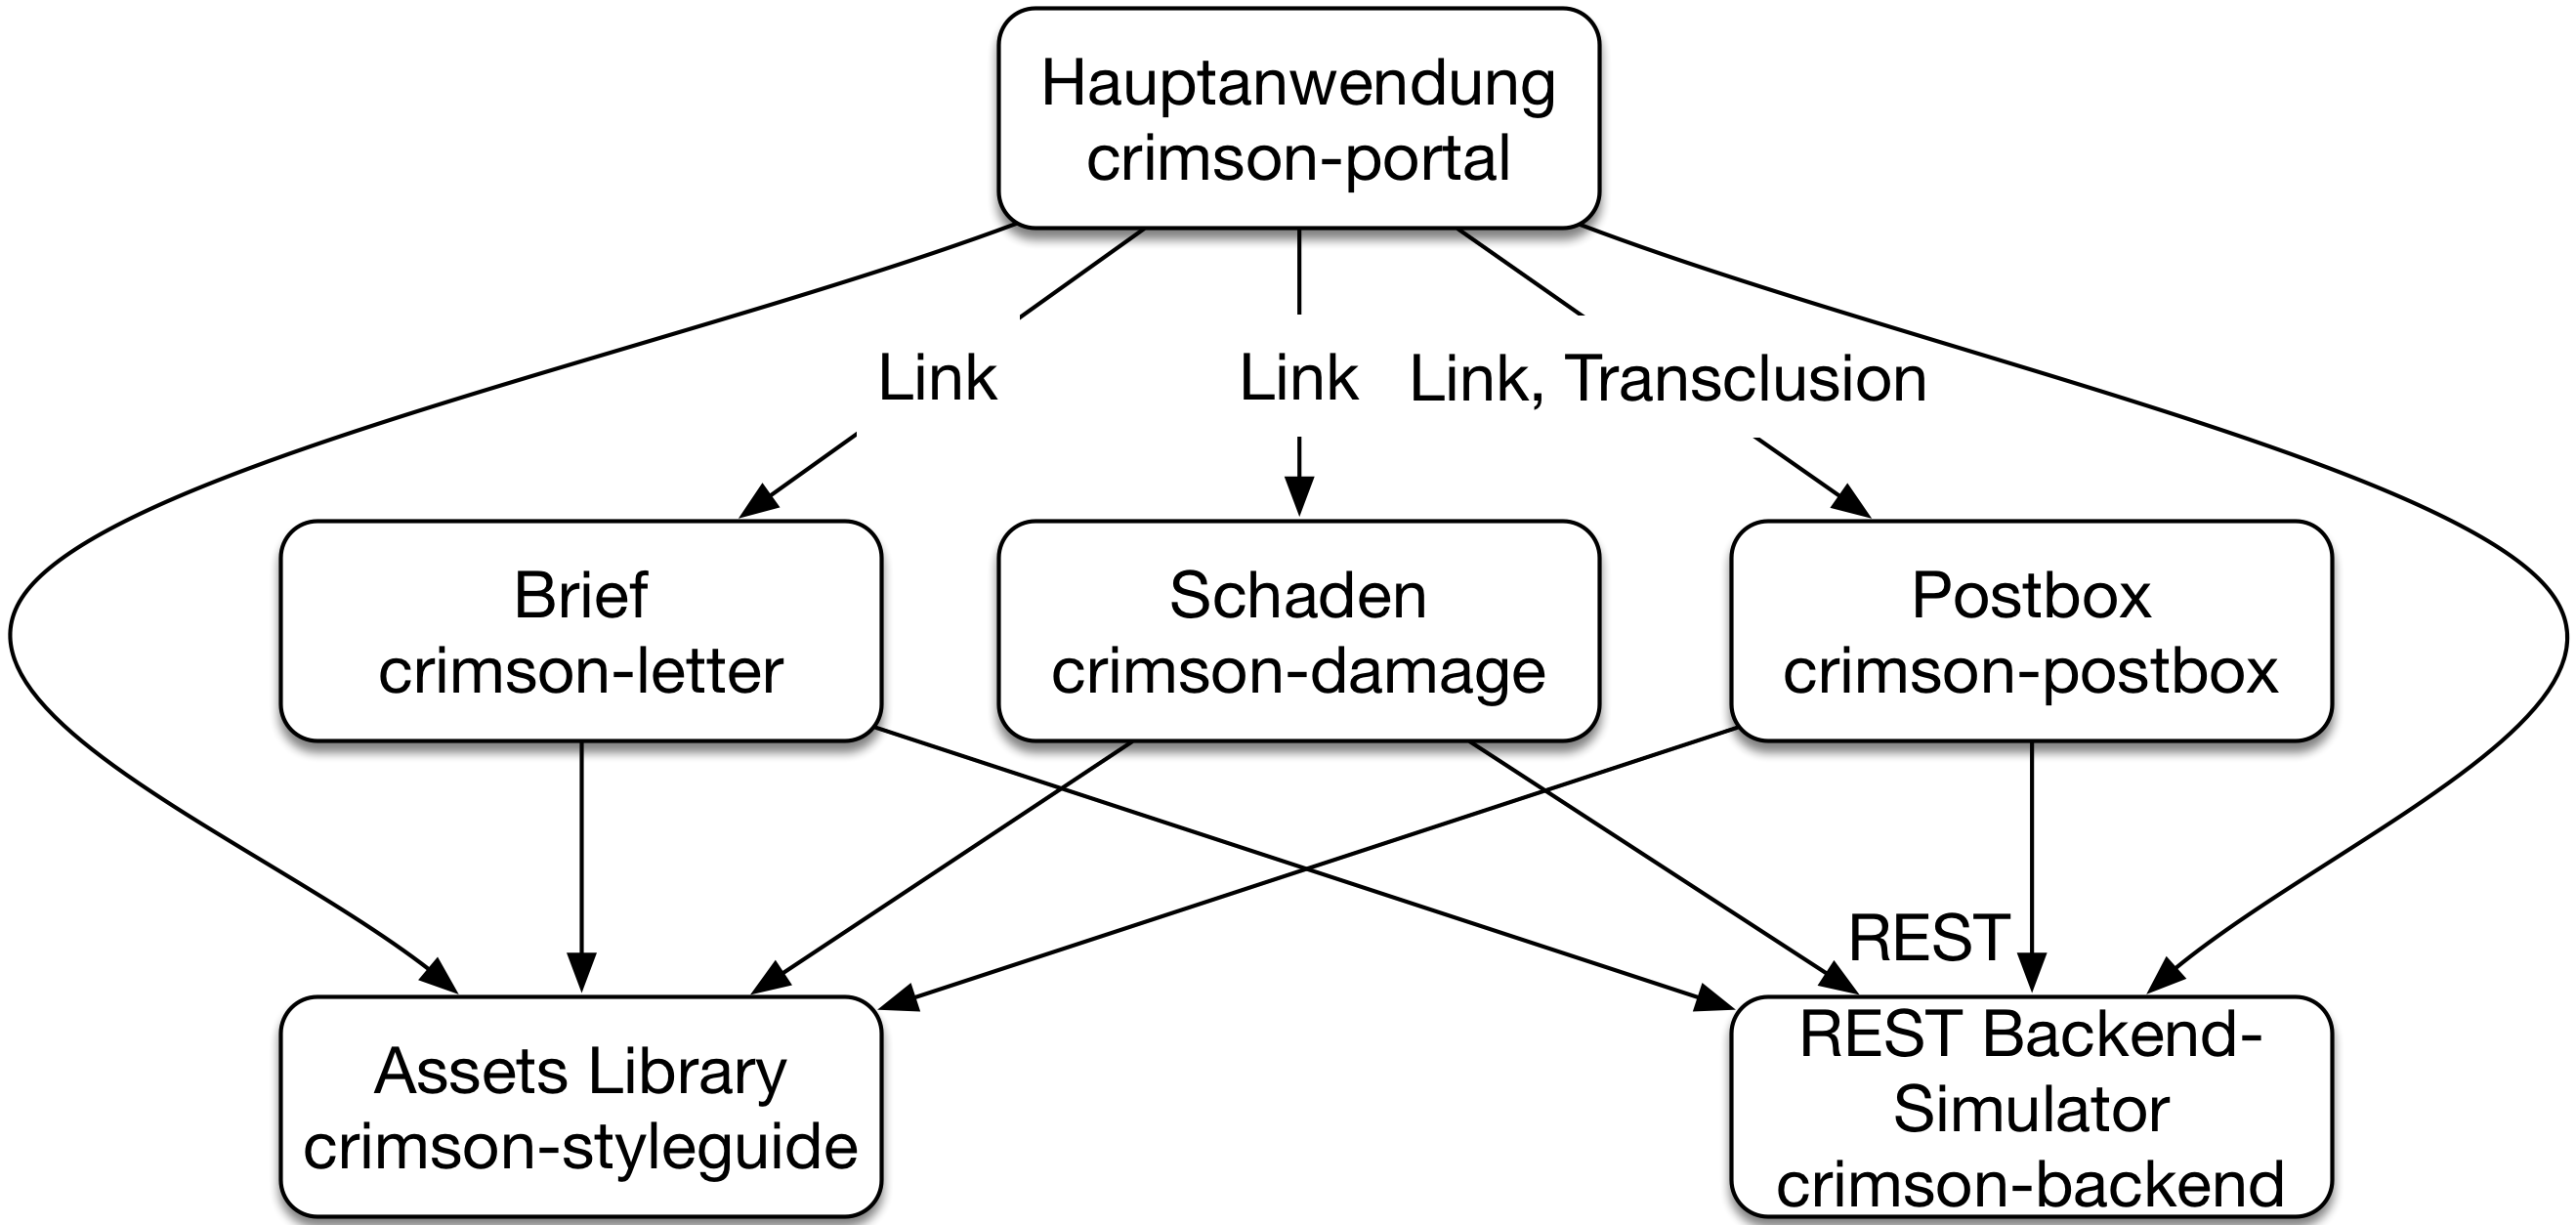 Hauptanwendung
crimson-portal
Link
Link
Link, Transclusion
Brief
crimson-letter
Schaden
crimson-damage
Postbox
crimson-postbox
REST
Assets Library
crimson-styleguide
REST Backend-
Simulator
crimson-backend